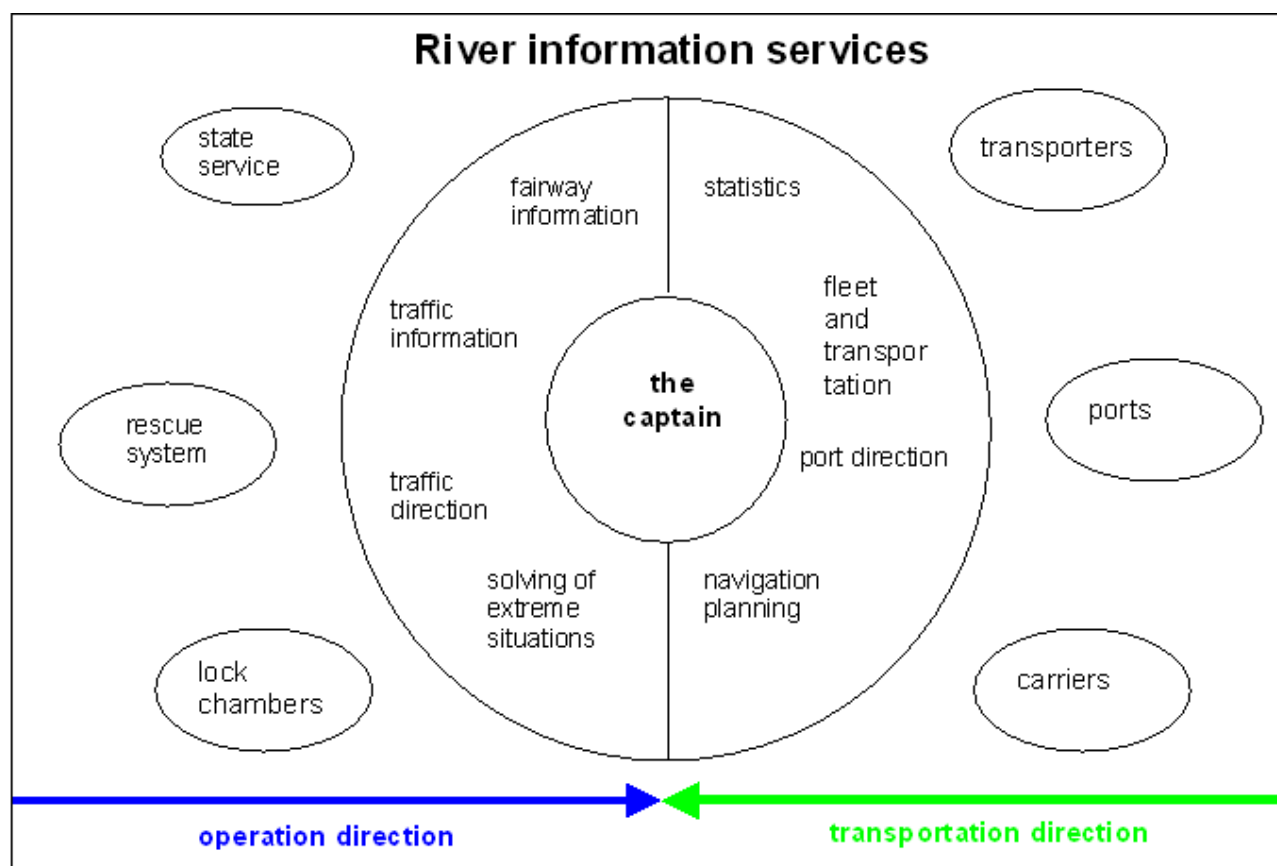 River information services
state
service
transporters
fairway
information
statistics
traffic
information
fleet
and
transpor
tation
the
captain
rescue
system
ports
port direction
traffic
direction
solving of
extreme
situations
navigation
planning
lock
chambers
carriers
operation direction
transportation direction